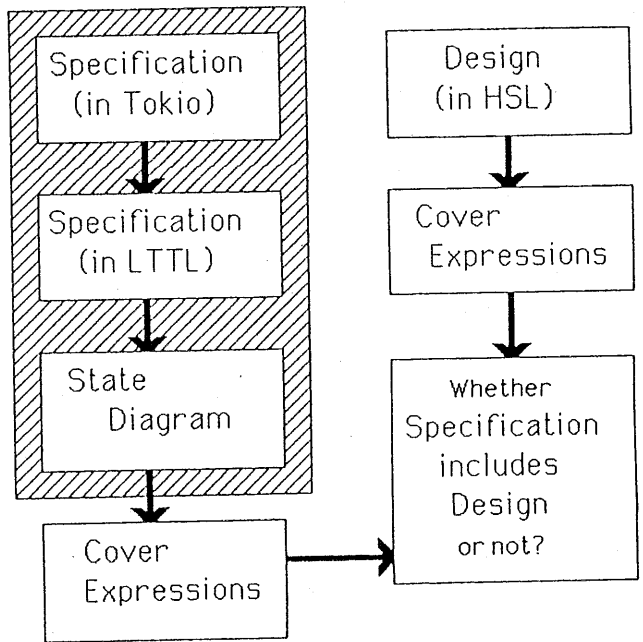 Specification
(in Tokio)
Specification
(in LTTL)
State
Diagram
Cover
Expressions
Design
(in HSL)
Cover
Expressions
Whether
Specification
includes
Design
or not?